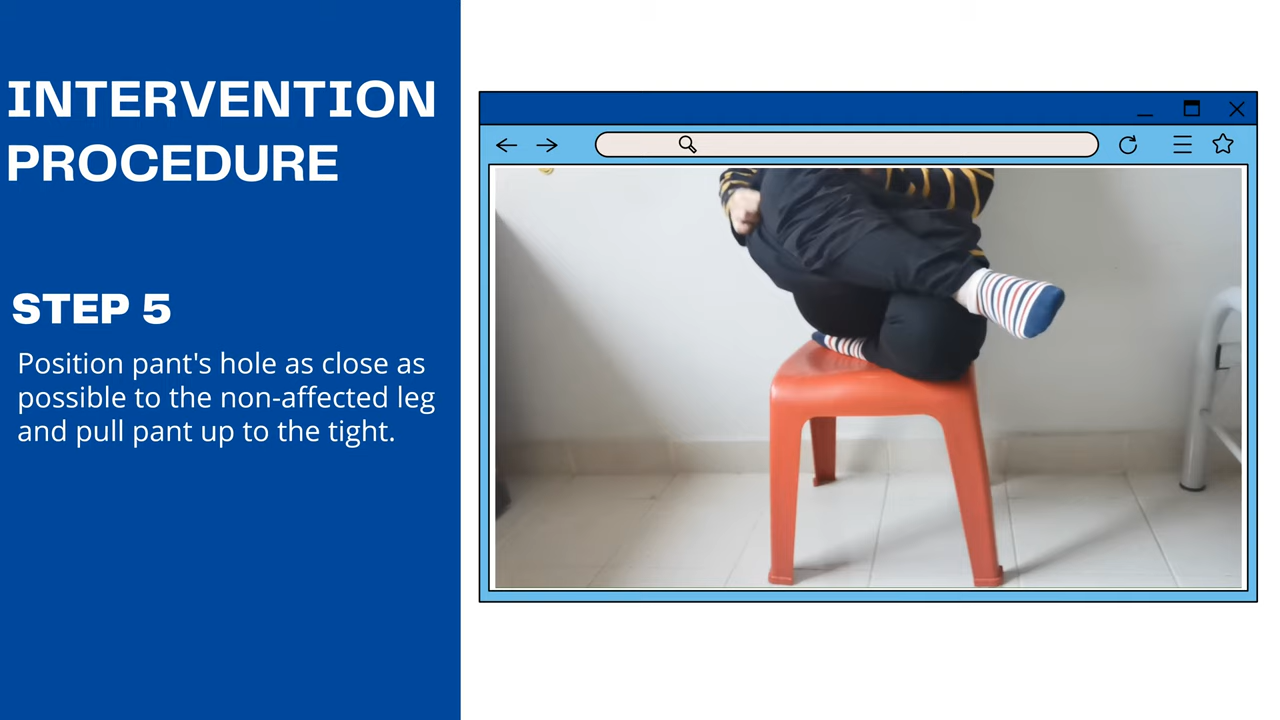 INTERVENTION
PROCEDURE
STEP 5
Position pant's hole as close as
possible to the non-affected leg
and pull pant up to the tight.